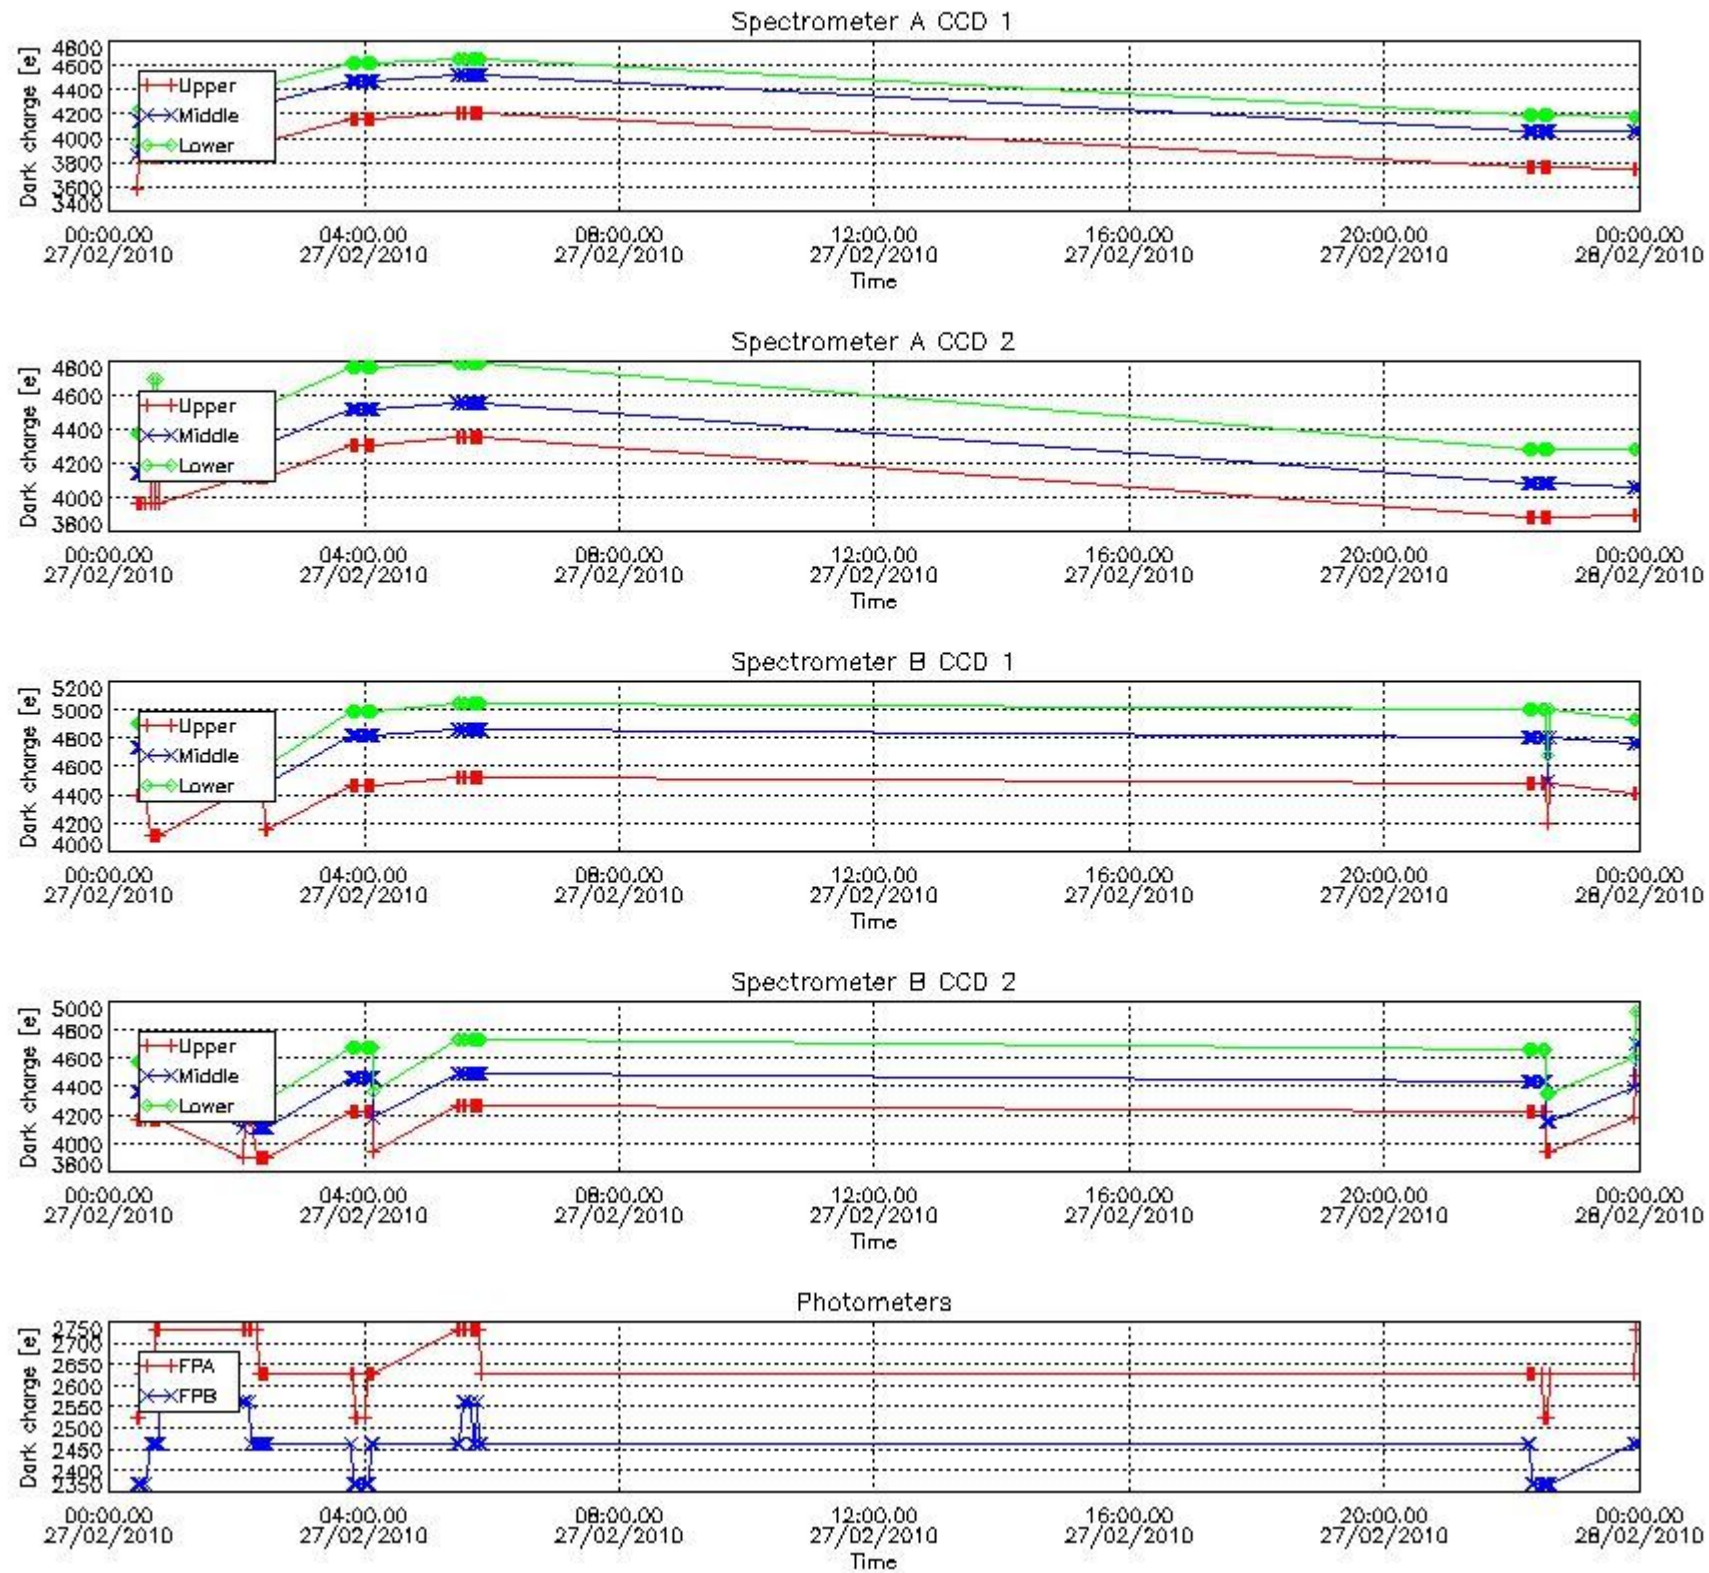 Spectrometer A CCD 1
Dark charge [e]
4800
4600
4400
4200
4000
3800
3600
3400
Upper
Middle
Lower
00:00.00 04:00.00 08:00.00 12:00.00 16:00.00 20:00.00 00:00.00
27/02/2010 27/02/2010 27/02/2010 27/02/2010 27/02/2010 27/02/2010 28/02/2010
Time
Spectrometer A CCD 2
Dark charge [e]
4800
4600
4400
4200
4000
3800
Upper
Middle
Lower
00:00.00 04:00.00 08:00.00 12:00.00 16:00.00 20:00.00 00:00.00
27/02/2010 27/02/2010 27/02/2010 27/02/2010 27/02/2010 27/02/2010 28/02/2010
Time
Spectrometer B CCD 1
Dark charge [e]
5200
5000
4800
4600
4400
4200
4000
Upper
Middle
Lower
00:00.00 04:00.00 08:00.00 12:00.00 16:00.00 20:00.00 00:00.00
27/02/2010 27/02/2010 27/02/2010 27/02/2010 27/02/2010 27/02/2010 28/02/2010
Time
Spectrometer B CCD 2
Dark charge [e]
5000
4800
4600
4400
4200
4000
3800
Upper
Middle
Lower
00:00.00 04:00.00 08:00.00 12:00.00 16:00.00 20:00.00 00:00.00
27/02/2010 27/02/2010 27/02/2010 27/02/2010 27/02/2010 27/02/2010 28/02/2010
Time
Photometers
Dark charge [e]
2750
2700
2650
2600
2550
2500
2450
2400
2350
FPA
FPB
00:00.00 04:00.00 08:00.00 12:00.00 16:00.00 20:00.00 00:00.00
27/02/2010 27/02/2010 27/02/2010 27/02/2010 27/02/2010 27/02/2010 28/02/2010
Time